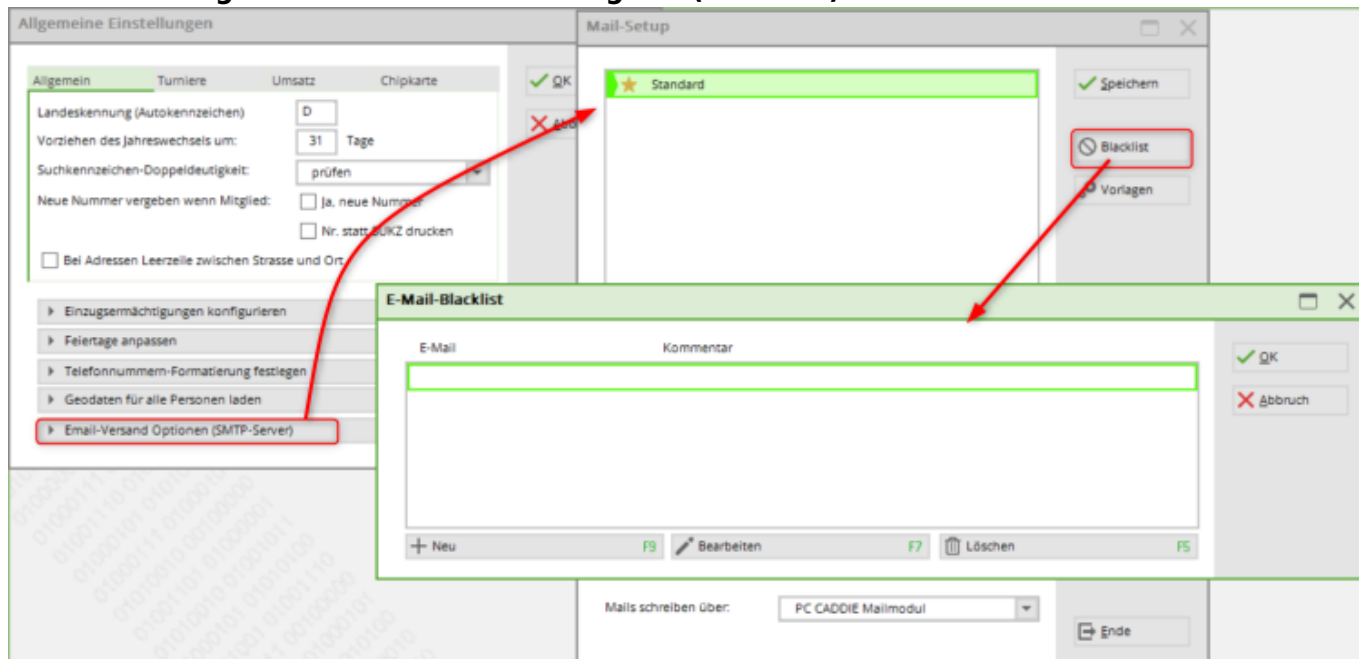 Allgemeine Einstellungen
Allgemein Turniere Umsatz Chipkarte
Landeskennung (Autokennzeichen) D
Vorziehen des Jahreswechsels um: 31 Tage
Suchkennzeichen-Doppeldeutigkeit: prüfen
Neue Nummer vergeben wenn Mitglied: Ja, neue Nummer
Nr. statt SUKZ drucken
Bei Adressen Leerzeile zwischen Strasse und Ort
OK
Einzugsermächtigungen konfigurieren
Feiertage anpassen
Telefonnummern-Formatierung festlegen
Geodaten für alle Personen laden
Email-Versand Optionen (SMTP-Server)
Mail-Setup
Standard
Speichern
Blacklist
Vorlagen
E-Mail-Blacklist
E-Mail Kommentar
OK
Abbruch
Neu F9 Bearbeiten F7 Löschen F5
Mails schreiben über: PC CADDIE Mailmodul
Ende